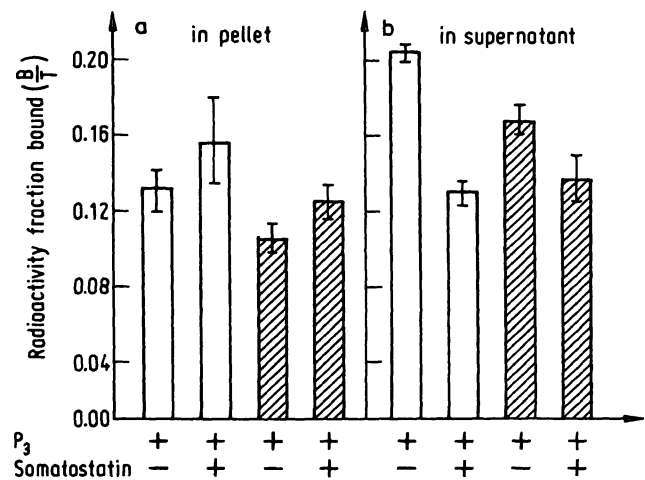 a in pellet
b in supernatant
Radioactivity fraction bound (B/T)
0.20
0.16
0.12
0.08
0.04
0.00
P3 + + + + + + + +
Somatostatin − + − + − + − +